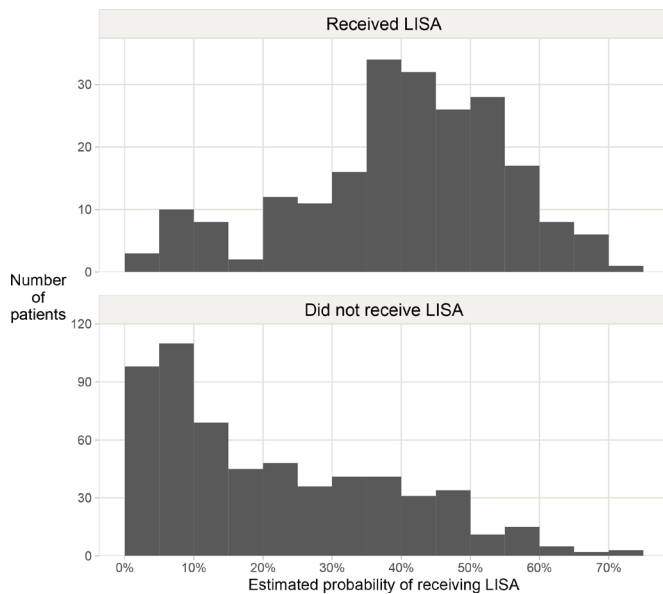 Received LISA
30
20
10
0
Number
of
patients
Did not receive LISA
120
90
60
30
0
0% 10% 20% 30% 40% 50% 60% 70%
Estimated probability of receiving LISA